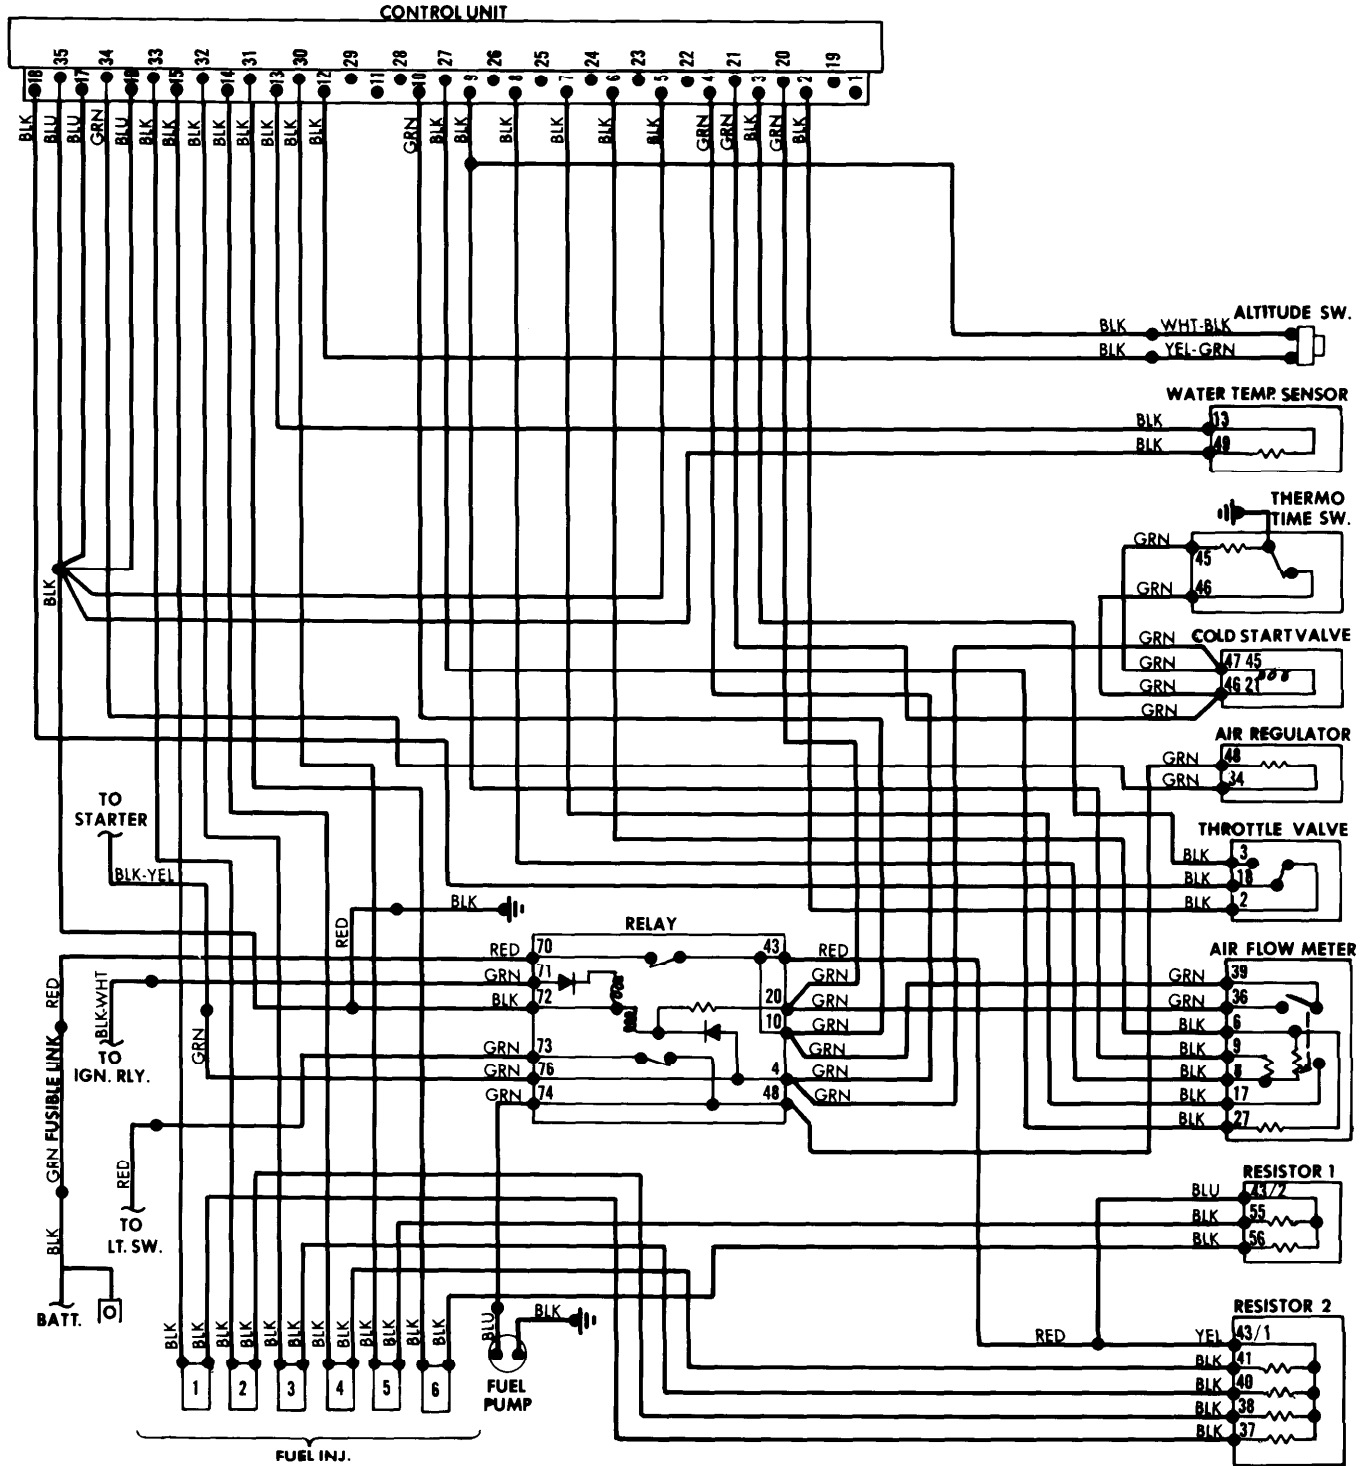 CONTROL UNIT
18 35 17 34 16 33 15 32 14 31 13 30 12 29 11 28 10 27 9 26 8 25 7 24 6 23 5 22 4 21 3 20 2 19 1
BLK BLU BLU GRN BLU BLK BLK BLK BLK BLK BLK BLK BLK GRN BLK BLK BLK BLK BLK BLK GRN GRN BLK GRN BLK
ALTITUDE SW.
BLK WHT-BLK
BLK YEL-GRN
WATER TEMP. SENSOR
BLK 13
BLK 49
THERMO
TIME SW.
GRN 45
GRN 46
BLK
COLD START VALVE
GRN
GRN 47 45
GRN 46 21
GRN
AIR REGULATOR
GRN 48
GRN 34
TO
STARTER
BLK-YEL
THROTTLE VALVE
BLK 3
BLK 18
BLK 2
RED
BLK
RELAY
RED 70 43 RED
GRN 71 GRN
BLK 72 20 GRN
10 GRN
GRN
GRN 73
GRN 76 4 GRN
GRN 74 48 GRN
AIR FLOW METER
GRN 39
GRN 36
BLK 6
BLK 9
BLK 8
BLK 17
BLK 27
RED
BLK-WHT
GRN
TO
IGN. RLY.
GRN FUSIBLE LINK
RED
TO
LT. SW.
BLK
BATT.
RESISTOR 1
BLU 43/2
BLK 55
BLK 56
RESISTOR 2
RED YEL 43/1
BLK 41
BLK 40
BLK 38
BLK 37
BLK BLK BLK BLK BLK BLK BLK BLK BLK BLK BLK BLK BLU BLK
1 2 3 4 5 6
FUEL
PUMP
FUEL INJ.